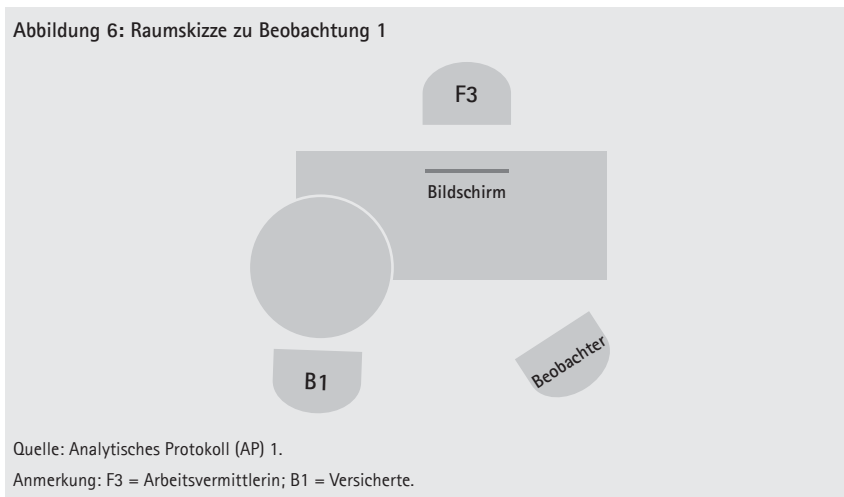 Abbildung 6: Raumskizze zu Beobachtung 1
F3
Bildschirm
B1
Beobachter
Quelle: Analytisches Protokoll (AP) 1.
Anmerkung: F3 = Arbeitsvermittlerin; B1 = Versicherte.